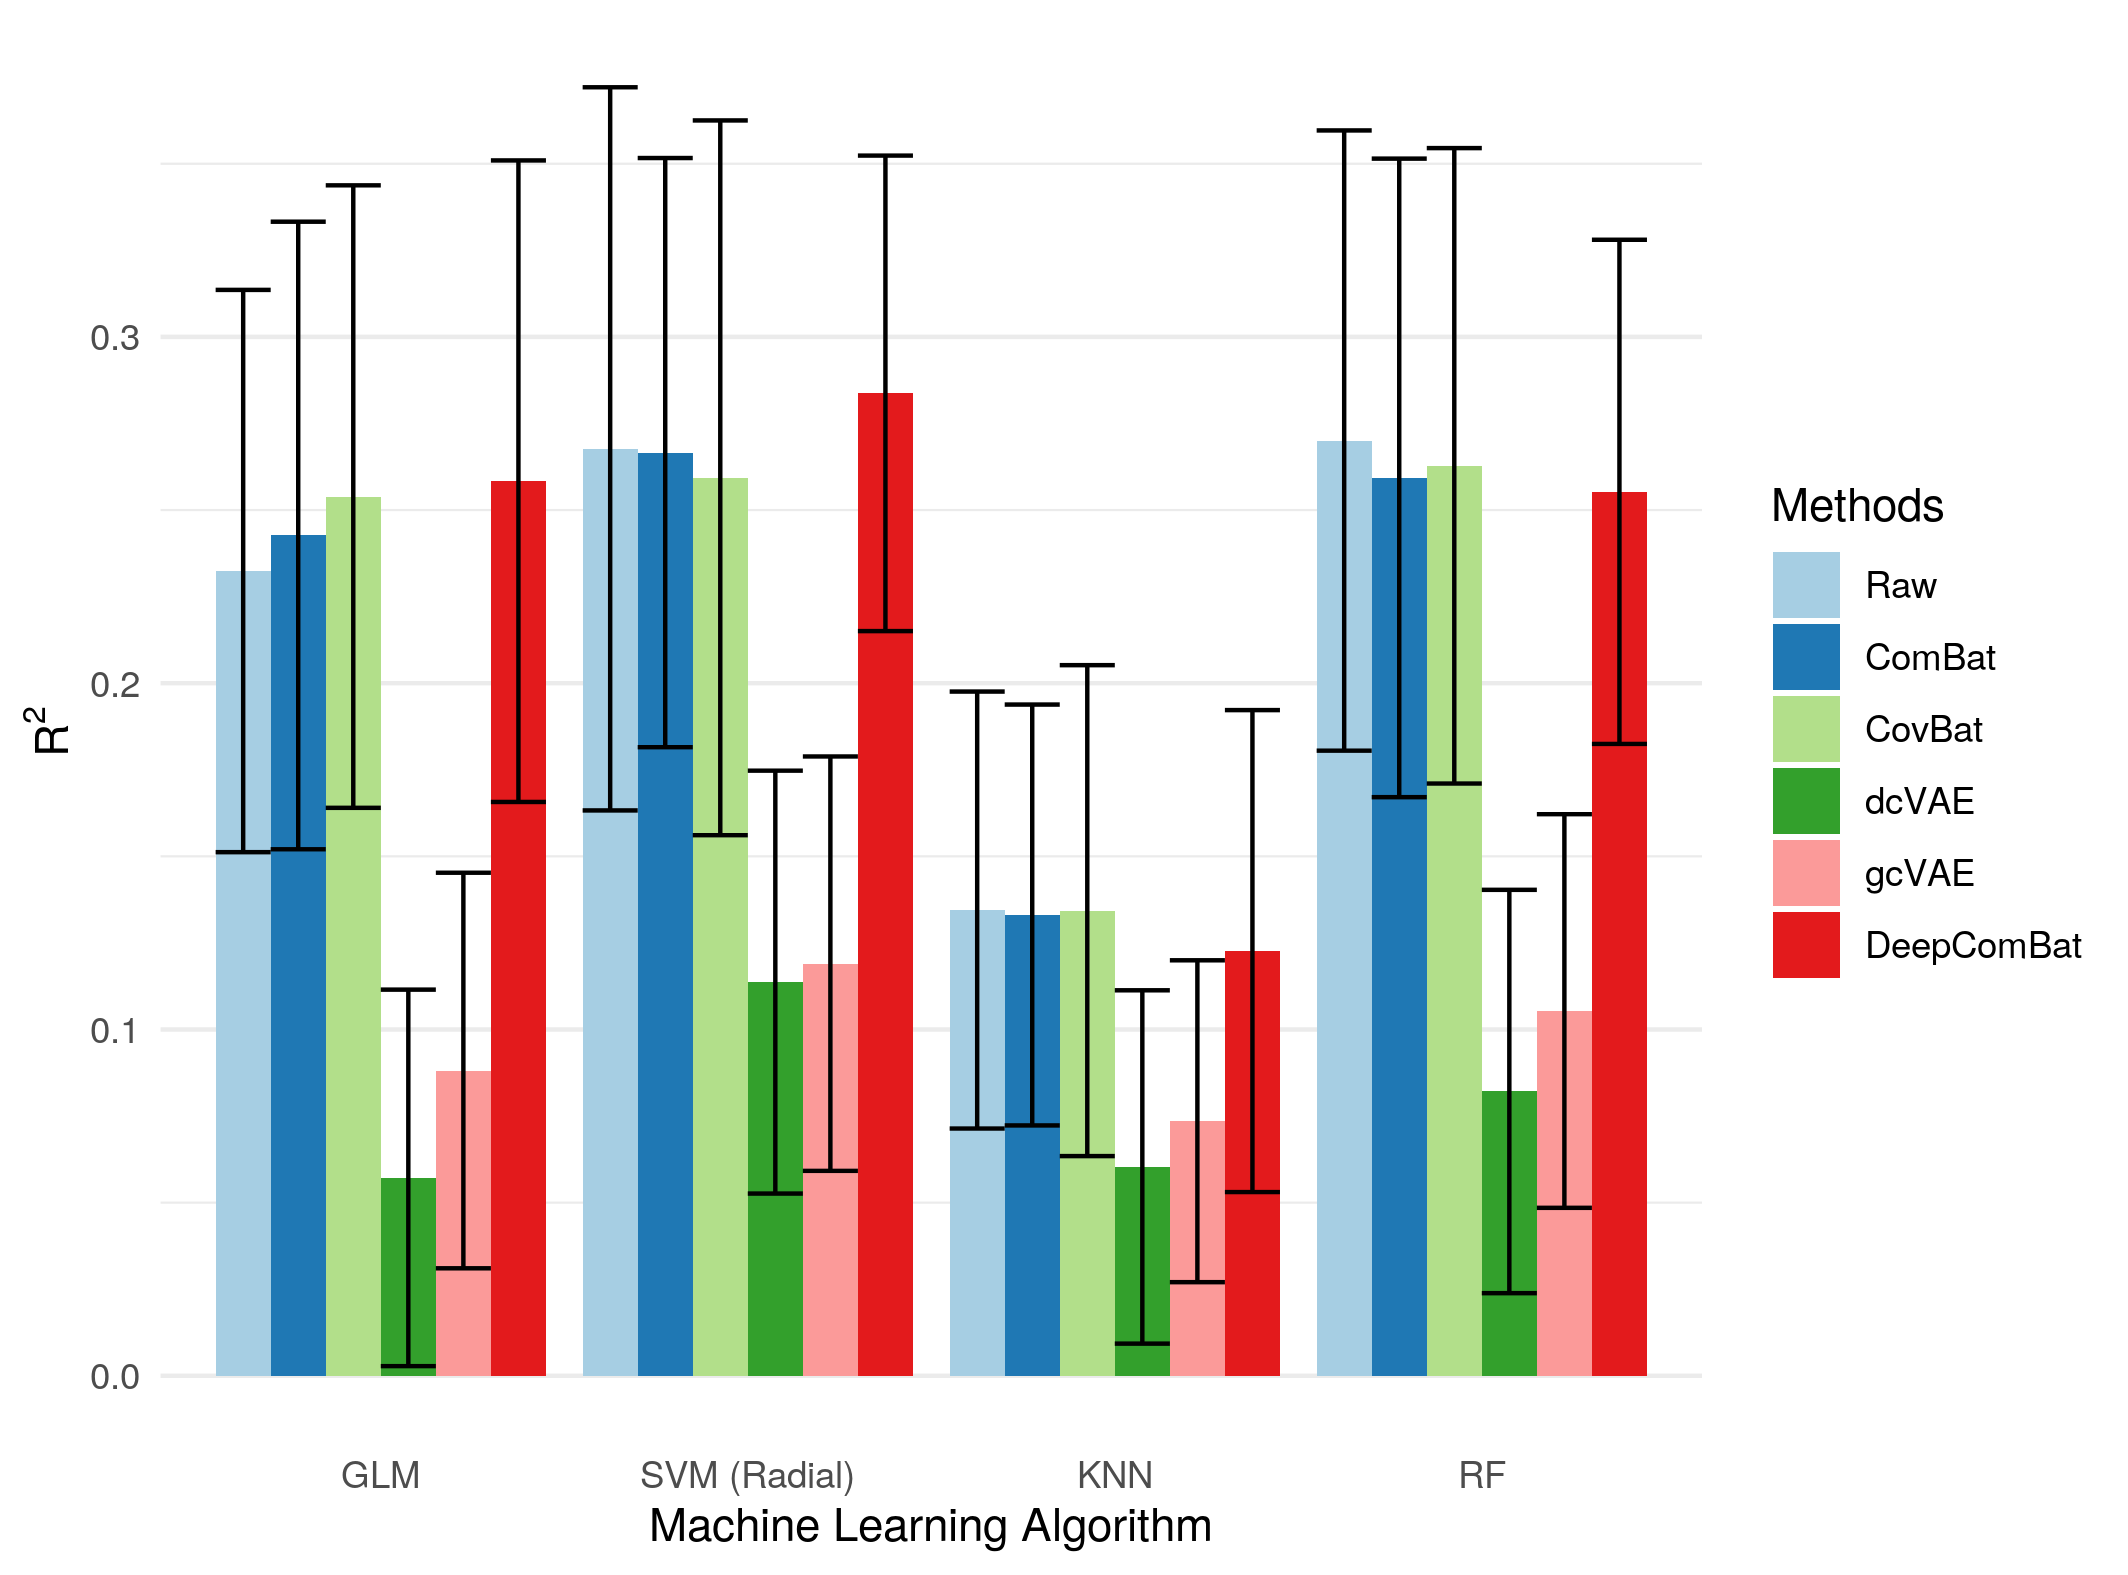 0.3
0.2
0.1
0.0
R²
GLM
SVM (Radial)
KNN
RF
Machine Learning Algorithm
Methods
Raw
ComBat
CovBat
dcVAE
gcVAE
DeepComBat